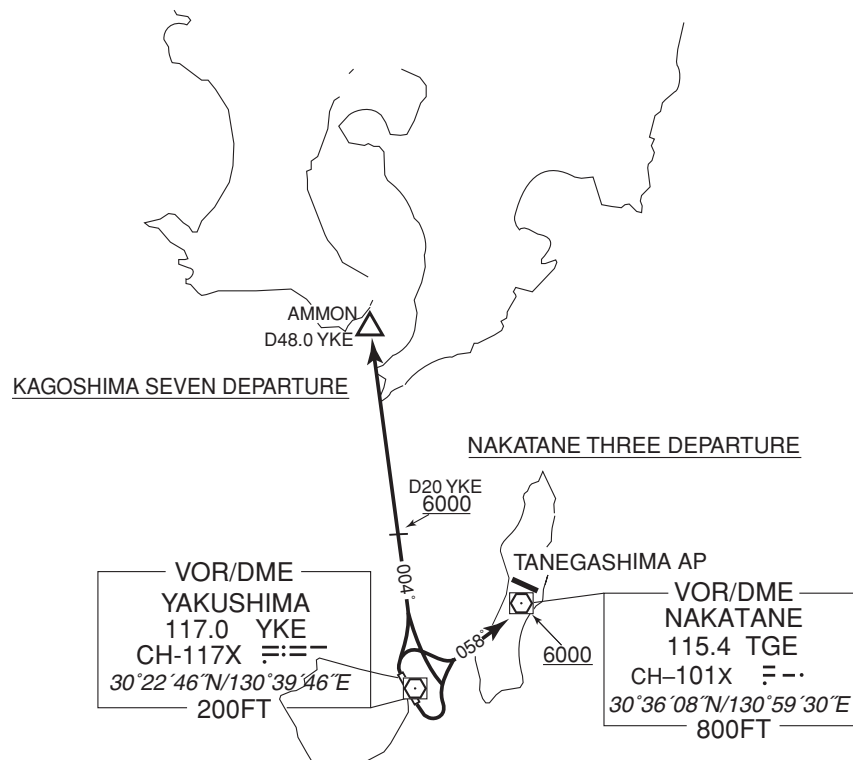 AMMON
D48.0 YKE
KAGOSHIMA SEVEN DEPARTURE
NAKATANE THREE DEPARTURE
D20 YKE
6000
004°
TANEGASHIMA AP
VOR/DME
YAKUSHIMA
117.0 YKE
CH-117X
30°22´46˝N/130°39´46˝E
200FT
058°
6000
VOR/DME
NAKATANE
115.4 TGE
CH–101X
30°36´08˝N/130°59´30˝E
800FT